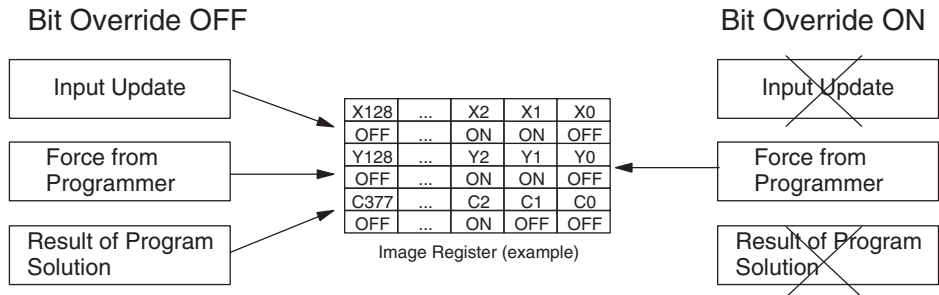 Bit Override OFF
Bit Override ON
Input Update
Force from
Programmer
Result of Program
Solution
X128 ... X2 X1 X0
OFF ... ON ON OFF
Y128 ... Y2 Y1 Y0
OFF ... ON ON OFF
C377 ... C2 C1 C0
OFF ... ON OFF OFF
Image Register (example)
Input Update
Force from
Programmer
Result of Program
Solution